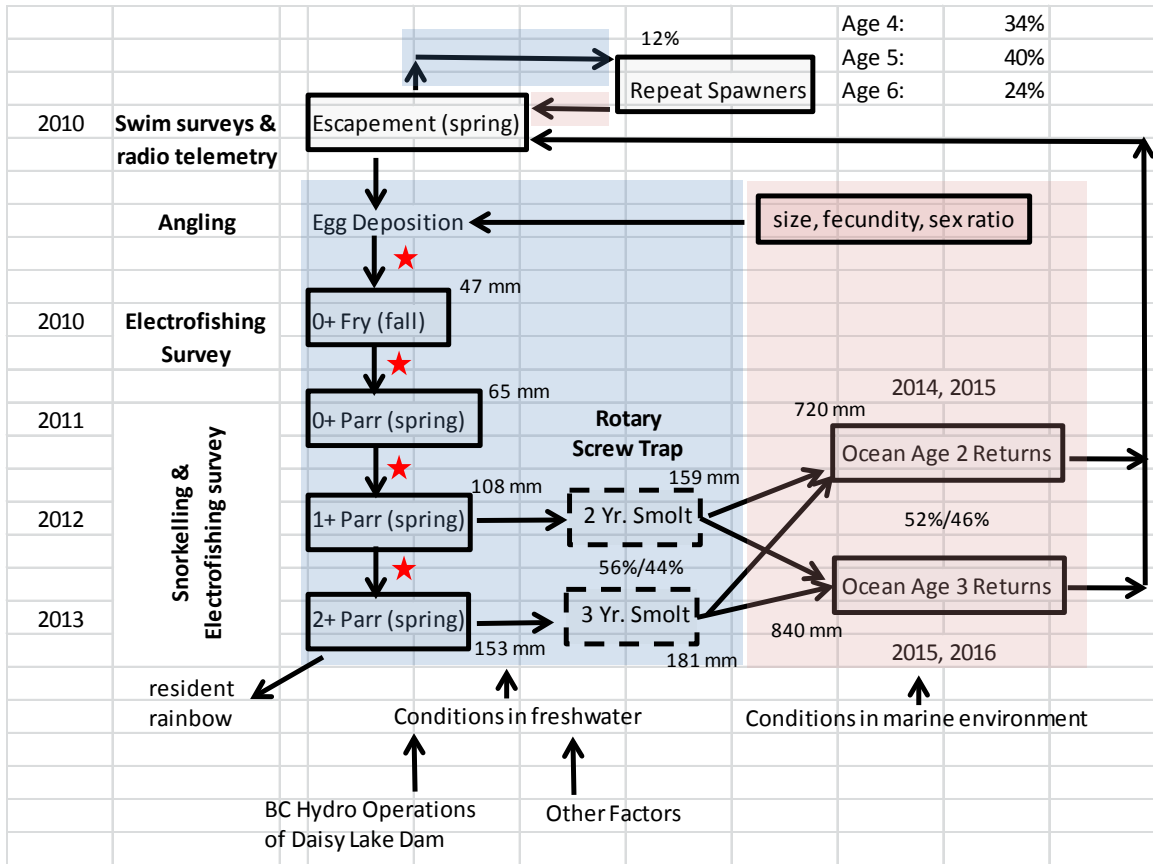 Age 4: 34%
12%
Age 5: 40%
Repeat Spawners
Age 6: 24%
2010
Swim surveys &
radio telemetry
Escapement (spring)
Angling
Egg Deposition
size, fecundity, sex ratio
47 mm
2010
Electrofishing
Survey
0+ Fry (fall)
65 mm
2011
0+ Parr (spring)
Rotary
Screw Trap
2014, 2015
720 mm
Ocean Age 2 Returns
Snorkelling &
Electrofishing survey
108 mm
159 mm
2012
1+ Parr (spring)
2 Yr. Smolt
52%/46%
56%/44%
Ocean Age 3 Returns
2013
2+ Parr (spring)
3 Yr. Smolt
153 mm
181 mm
840 mm
2015, 2016
resident
rainbow
Conditions in freshwater
Conditions in marine environment
BC Hydro Operations
of Daisy Lake Dam
Other Factors